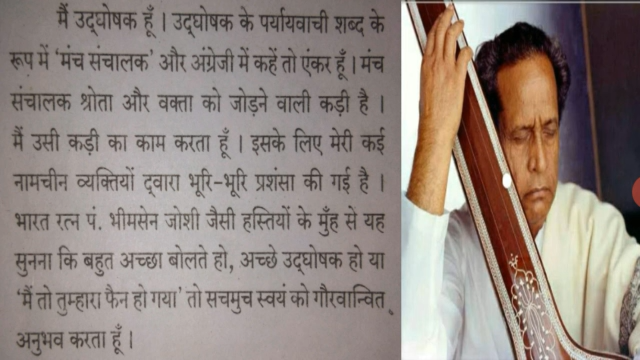 मैं उद्‌घोषक हूँ । उद्‌घोषक के पर्यायवाची शब्द के
रूप में ‘मंच संचालक’ और अंग्रेजी में कहें तो एंकर हूँ । मंच
संचालक श्रोता और वक्ता को जोड़ने वाली कड़ी है ।
मैं उसी कड़ी का काम करता हूँ । इसके लिए मेरी कई
नामचीन व्यक्तियों द्‌वारा भूरि-भूरि प्रशंसा की गई है ।
भारत रत्न पं. भीमसेन जोशी जैसी हस्तियों के मुँह से यह
सुनना कि बहुत अच्छा बोलते हो, अच्छे उद्‌घोषक हो या
‘मैं तो तुम्हारा फैन हो गया’ तो सचमुच स्वयं को गौरवान्वित
अनुभव करता हूँ ।